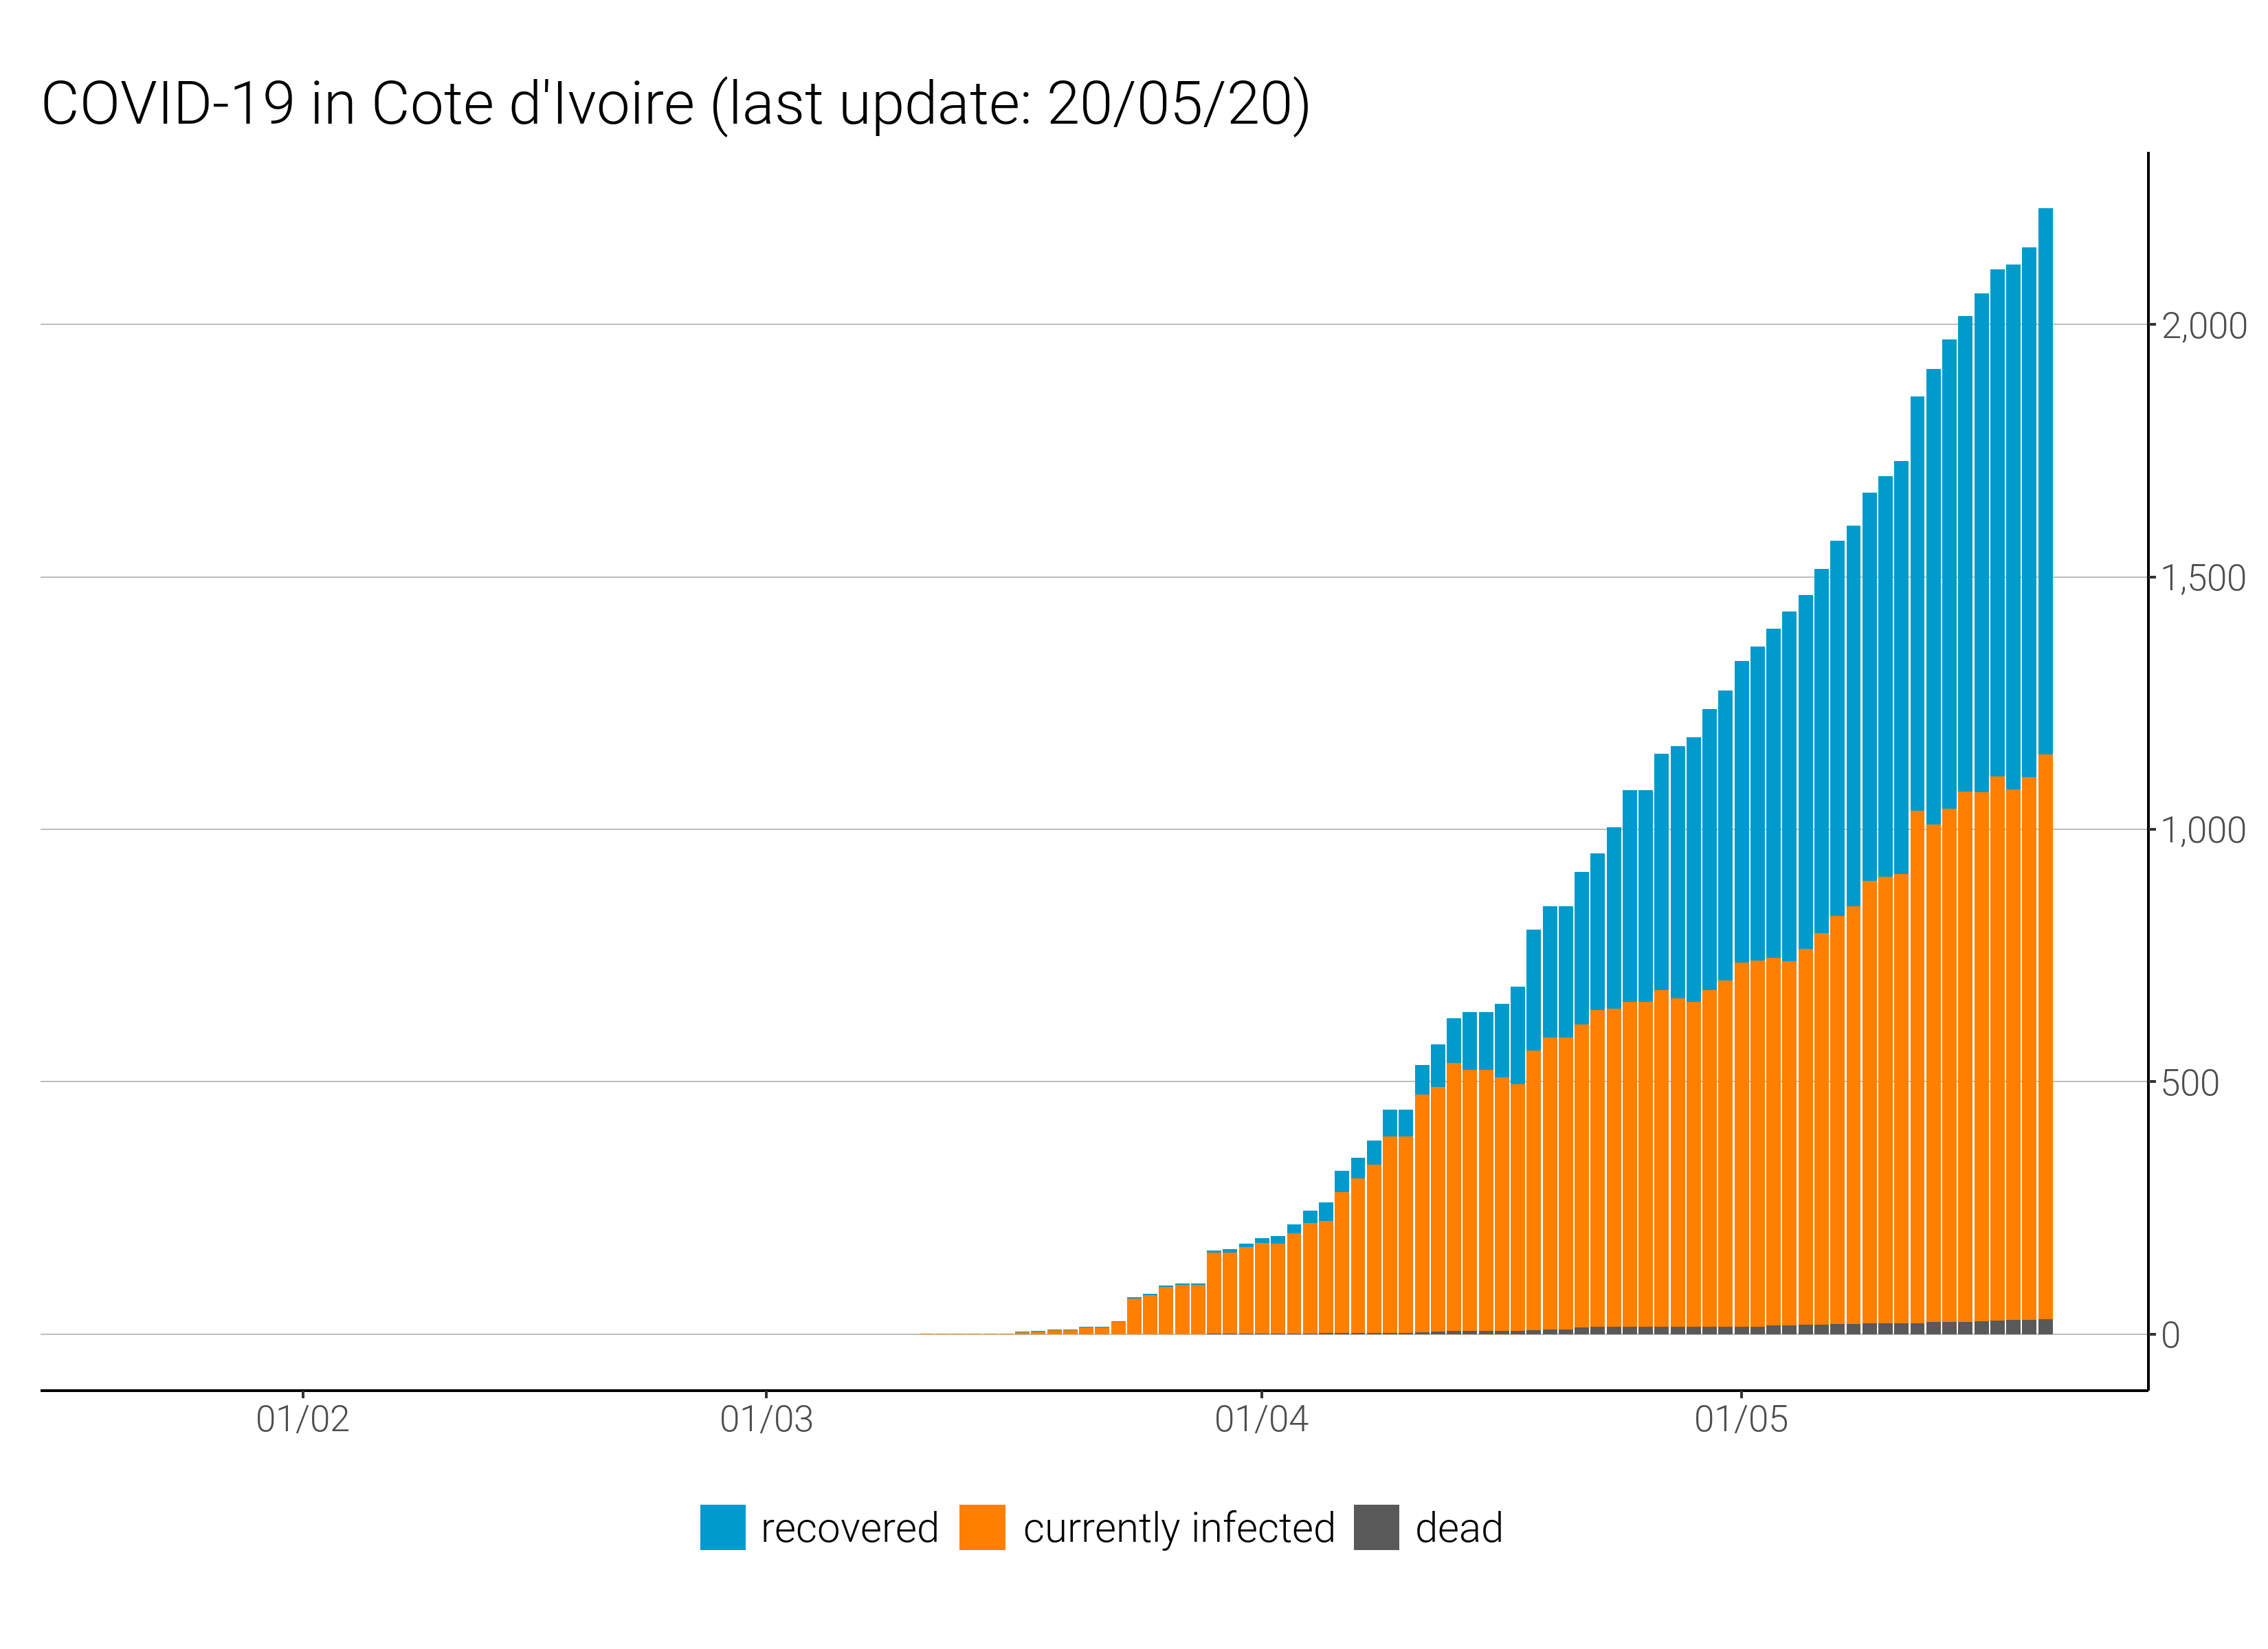 COVID-19 in Cote d'Ivoire (last update: 20/05/20)
2,000
1,500
1,000
500
0
01/02 01/03 01/04 01/05
recovered currently infected dead